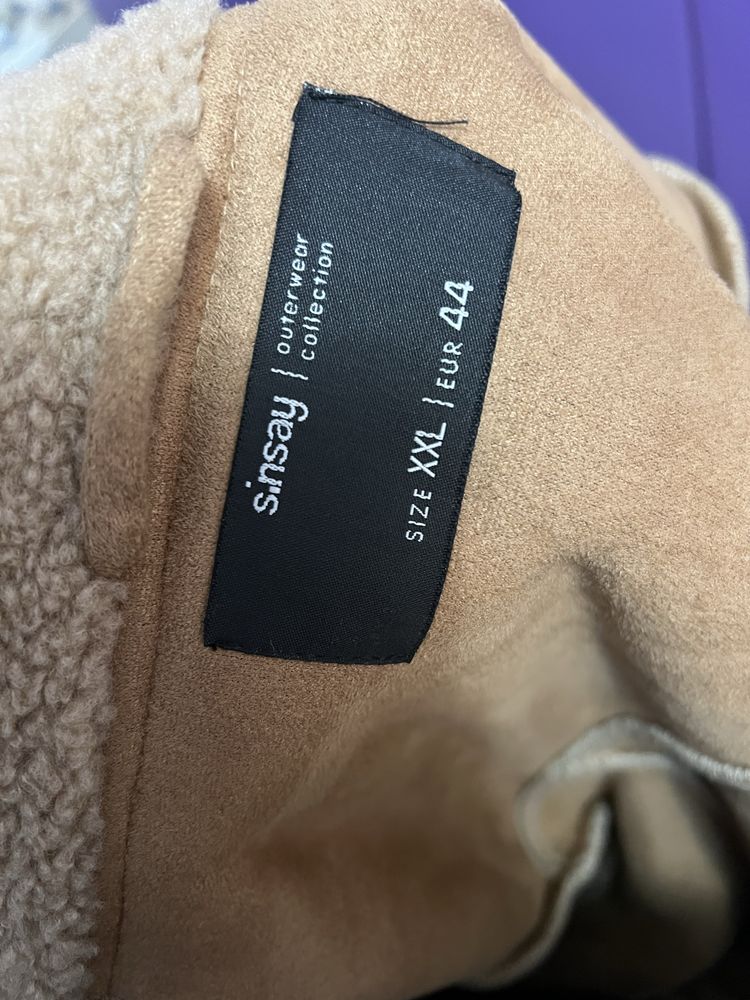 sinsay | outerwear
collection
SIZE XXL | EUR 44